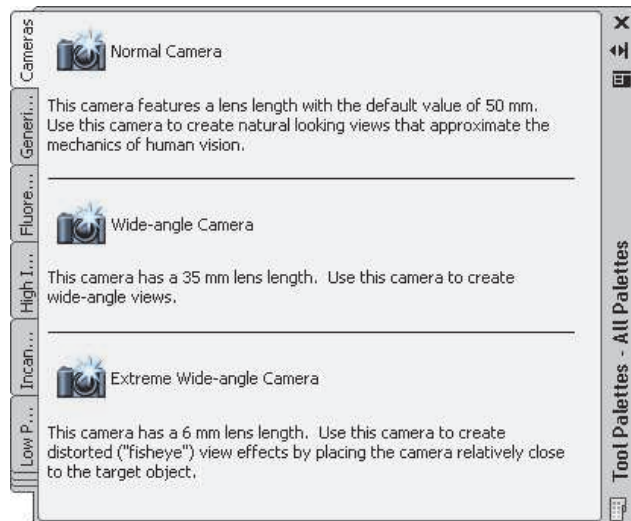 Cameras
Generi...
Fluore...
High I...
Incan...
Low P...
Normal Camera
This camera features a lens length with the default value of 50 mm.
Use this camera to create natural looking views that approximate the
mechanics of human vision.
Wide-angle Camera
This camera has a 35 mm lens length. Use this camera to create
wide-angle views.
Extreme Wide-angle Camera
This camera has a 6 mm lens length. Use this camera to create
distorted ("fisheye") view effects by placing the camera relatively close
to the target object.
Tool Palettes - All Palettes